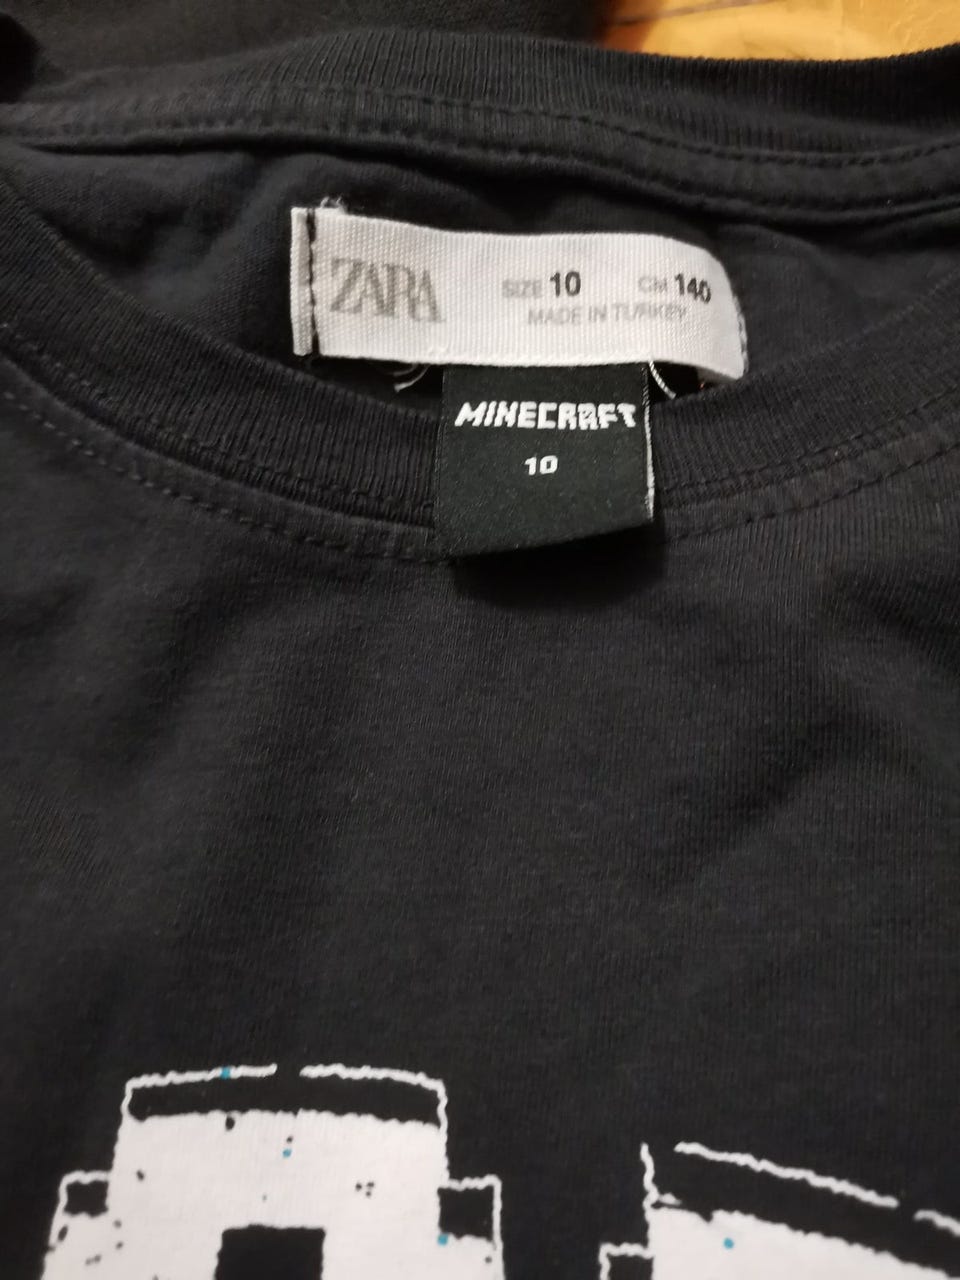 ZARA
SIZE 10 CM 140
MADE IN TURKEY
MINECRAFT
10